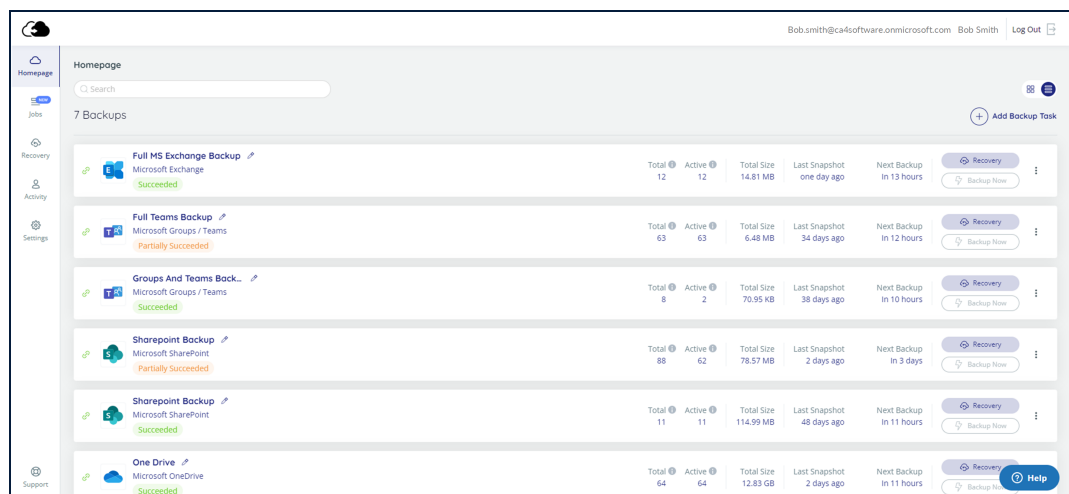 Bob.smith@ca4software.onmicrosoft.com Bob Smith Log Out
Homepage
NEW
Jobs
Recovery
Activity
Settings
Support
Homepage
Search
7 Backups
Add Backup Task
Full MS Exchange Backup
Microsoft Exchange
Succeeded
Total Active Total Size Last Snapshot Next Backup
12 12 14.81 MB one day ago In 13 hours
Recovery
Backup Now
Full Teams Backup
Microsoft Groups / Teams
Partially Succeeded
Total Active Total Size Last Snapshot Next Backup
63 63 6.48 MB 34 days ago In 12 hours
Recovery
Backup Now
Groups And Teams Back...
Microsoft Groups / Teams
Succeeded
Total Active Total Size Last Snapshot Next Backup
8 2 70.95 KB 38 days ago In 10 hours
Recovery
Backup Now
Sharepoint Backup
Microsoft SharePoint
Partially Succeeded
Total Active Total Size Last Snapshot Next Backup
88 62 78.57 MB 2 days ago In 3 days
Recovery
Backup Now
Sharepoint Backup
Microsoft SharePoint
Succeeded
Total Active Total Size Last Snapshot Next Backup
11 11 114.99 MB 48 days ago In 11 hours
Recovery
Backup Now
One Drive
Microsoft OneDrive
Succeeded
Total Active Total Size Last Snapshot Next Backup
64 64 12.83 GB 2 days ago In 11 hours
Recovery
Backup Now
Help